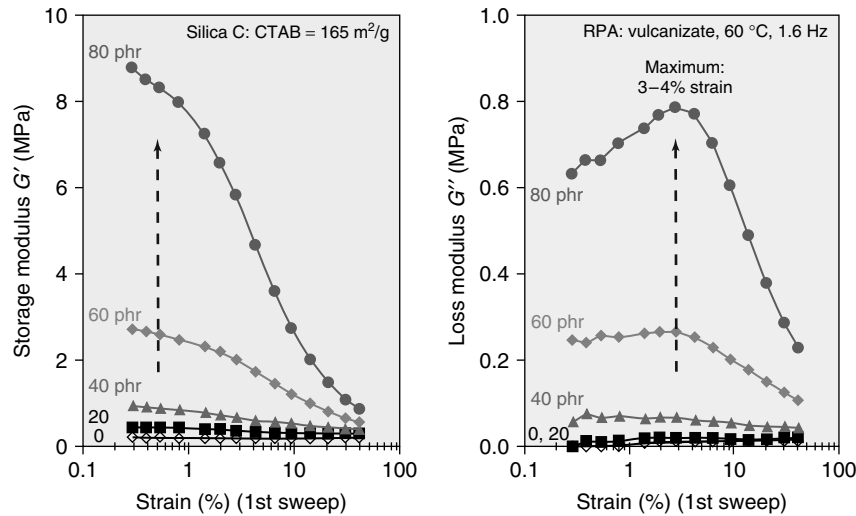 Silica C: CTAB = 165 m²/g
80 phr
60 phr
40 phr
20
0
10
8
6
4
2
0
Storage modulus G′ (MPa)
0.1
1
10
100
Strain (%) (1st sweep)
RPA: vulcanizate, 60 °C, 1.6 Hz
Maximum:
3–4% strain
80 phr
60 phr
40 phr
0, 20
1.0
0.8
0.6
0.4
0.2
0.0
Loss modulus G″ (MPa)
0.1
1
10
100
Strain (%) (1st sweep)